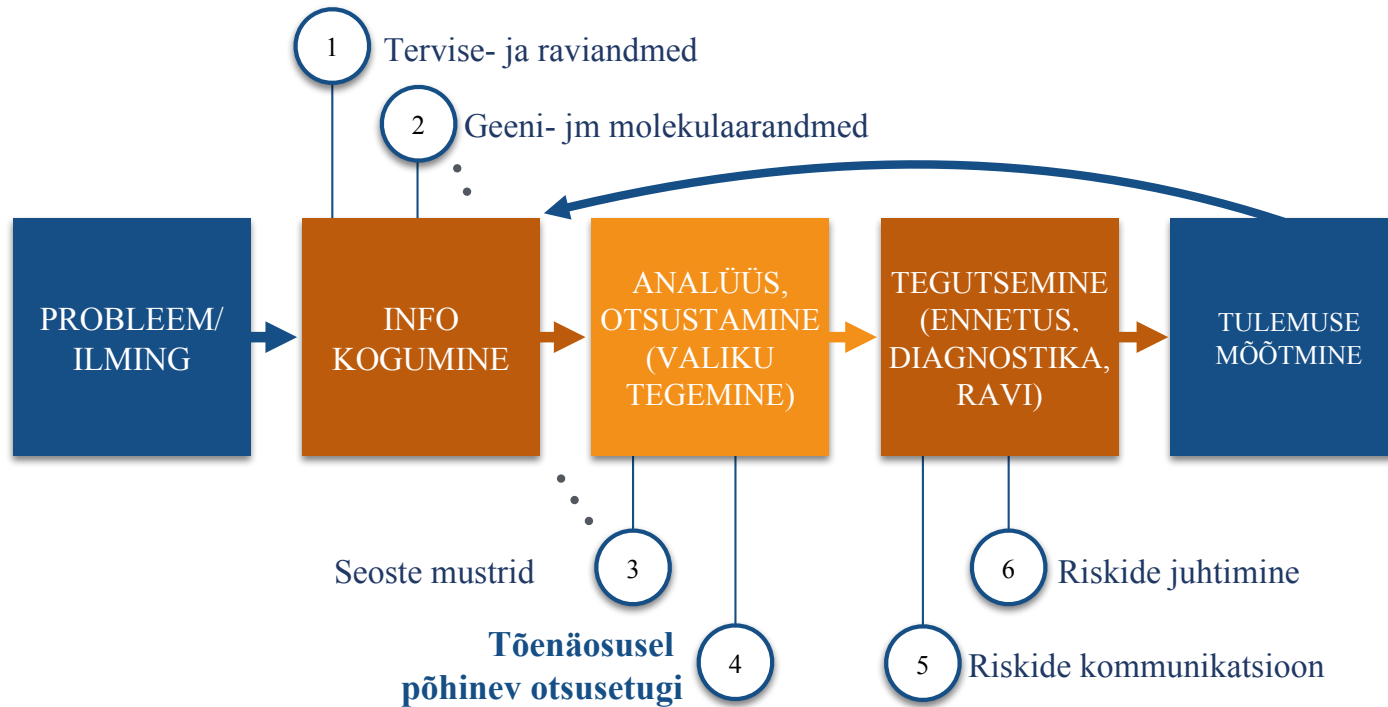 1
Tervise- ja raviandmed
2
Geeni- jm molekulaarandmed
PROBLEEM/
ILMING
INFO
KOGUMINE
ANALÜÜS,
OTSUSTAMINE
(VALIKU
TEGEMINE)
TEGUTSEMINE
(ENNETUS,
DIAGNOSTIKA,
RAVI)
TULEMUSE
MÕÕTMINE
Seoste mustrid
3
6
Riskide juhtimine
Tõenäosusel
põhinev otsusetugi
4
5
Riskide kommunikatsioon